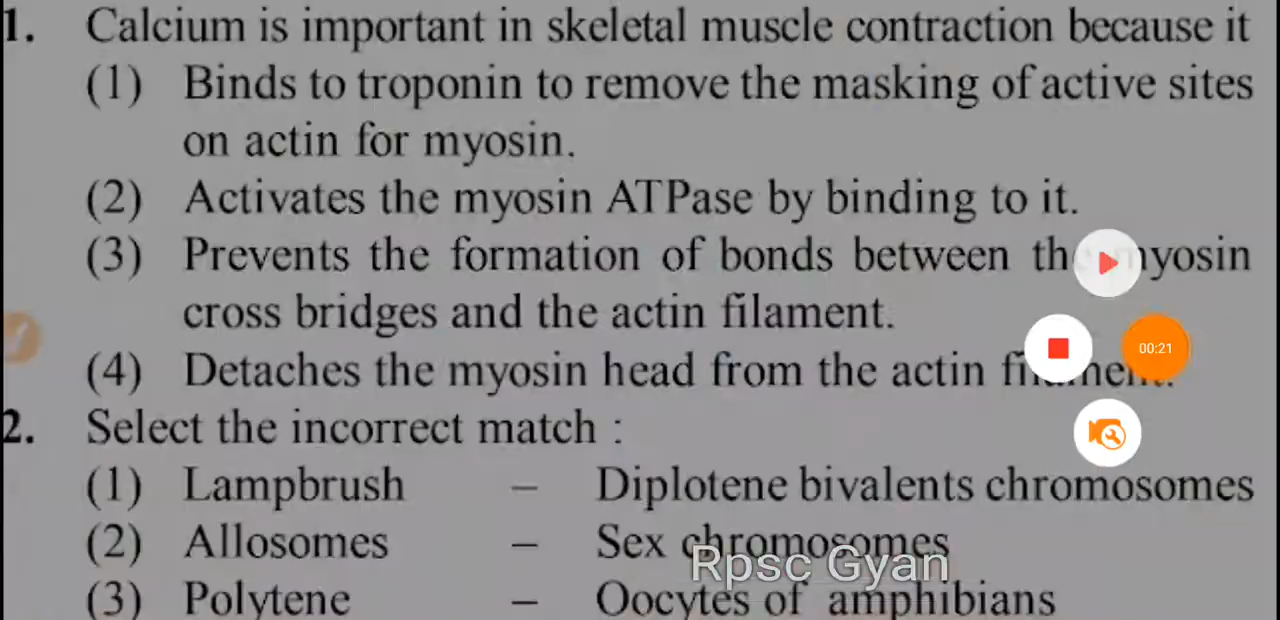 1. Calcium is important in skeletal muscle contraction because it
(1) Binds to troponin to remove the masking of active sites
on actin for myosin.
(2) Activates the myosin ATPase by binding to it.
(3) Prevents the formation of bonds between myosin
00:21
cross bridges and the actin filament.
(4) Detaches the myosin head from the actin
2. Select the incorrect match :
(1) Lampbrush – Diplotene bivalents chromosomes
(2) Allosomes – Sex chromosomes
Rpsc Gyan
(3) Polytene – Oocytes of amphibians